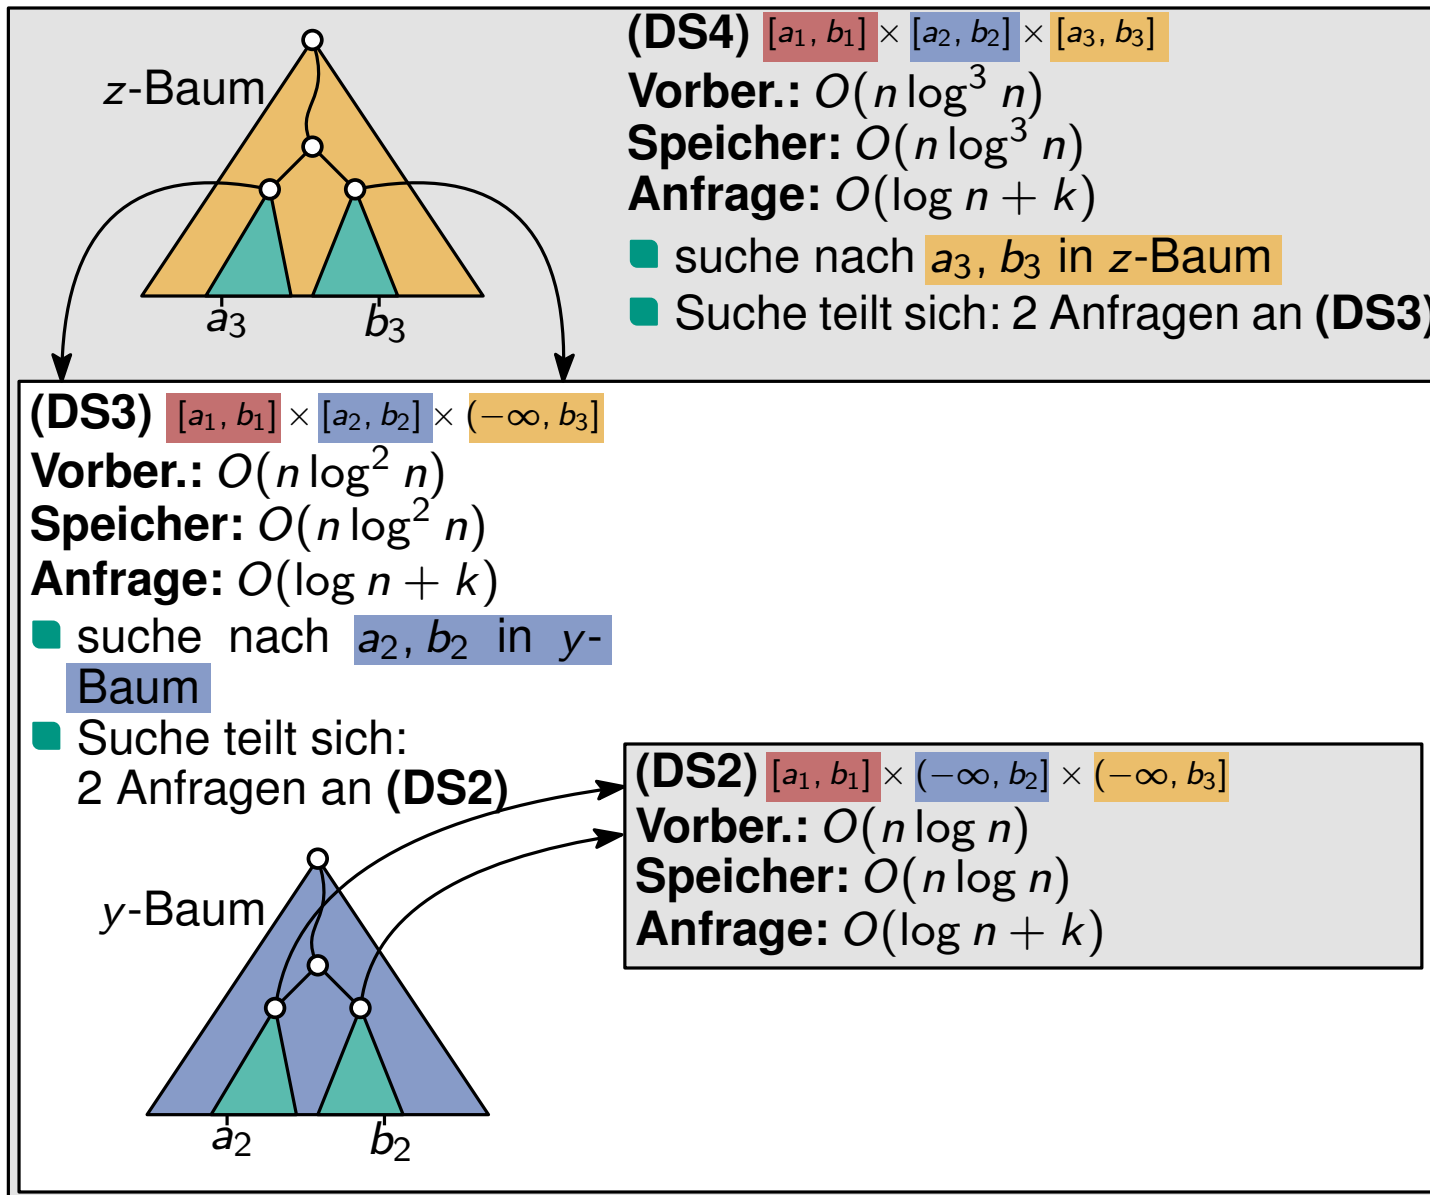 z-Baum
a₃ b₃
(DS4) [a₁, b₁] × [a₂, b₂] × [a₃, b₃]
Vorber.: O(n log³ n)
Speicher: O(n log³ n)
Anfrage: O(log n + k)
suche nach a₃, b₃ in z-Baum
Suche teilt sich: 2 Anfragen an (DS3)
(DS3) [a₁, b₁] × [a₂, b₂] × (−∞, b₃]
Vorber.: O(n log² n)
Speicher: O(n log² n)
Anfrage: O(log n + k)
suche nach a₂, b₂ in y-
Baum
Suche teilt sich:
2 Anfragen an (DS2)
y-Baum
a₂ b₂
(DS2) [a₁, b₁] × (−∞, b₂] × (−∞, b₃]
Vorber.: O(n log n)
Speicher: O(n log n)
Anfrage: O(log n + k)